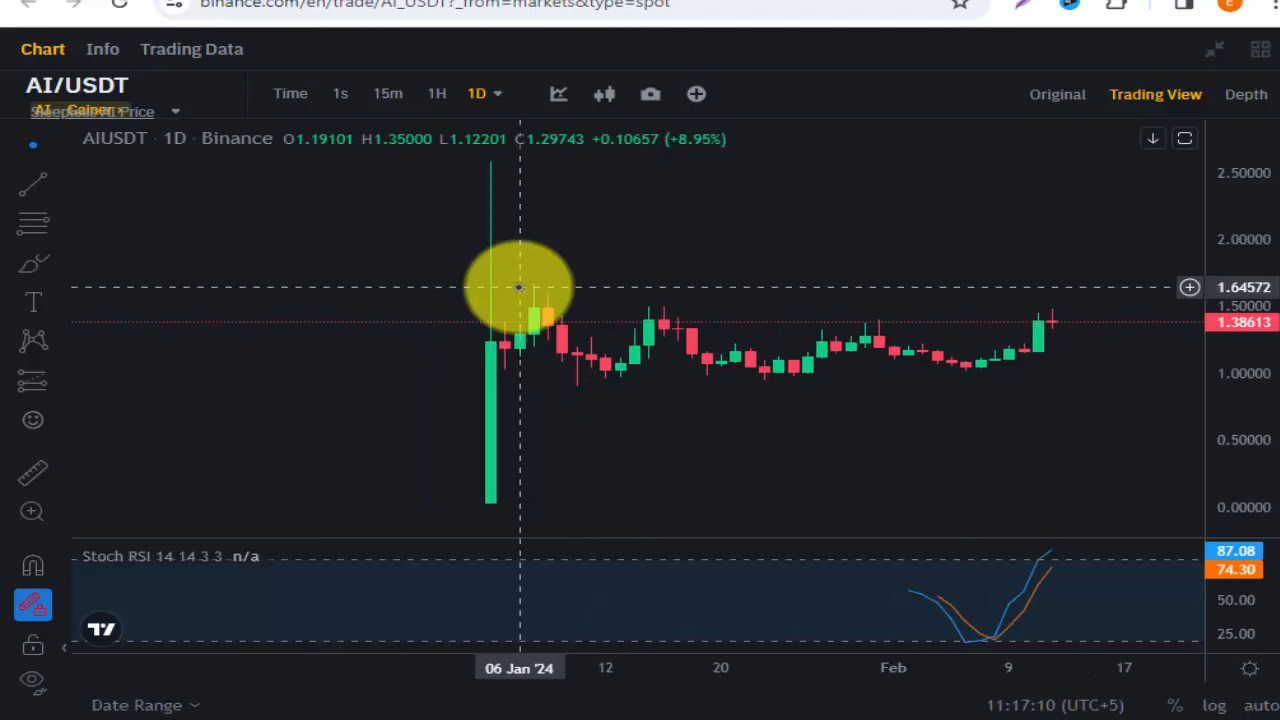 binance.com/en/trade/AI_USDT?_from=markets&type=spot
E
Chart Info Trading Data
AI/USDT
AI Gainer
Sleepless AI Price
Time 1s 15m 1H 1D
Original Trading View Depth
AIUSDT · 1D · Binance O1.19101 H1.35000 L1.12201 C1.29743 +0.10657 (+8.95%)
2.50000
2.00000
1.64572
1.50000
1.38613
1.00000
0.50000
0.00000
Stoch RSI 14 14 3 3 n/a
87.08
74.30
50.00
25.00
06 Jan '24 12 20 Feb 9 17
Date Range 11:17:10 (UTC+5) % log auto